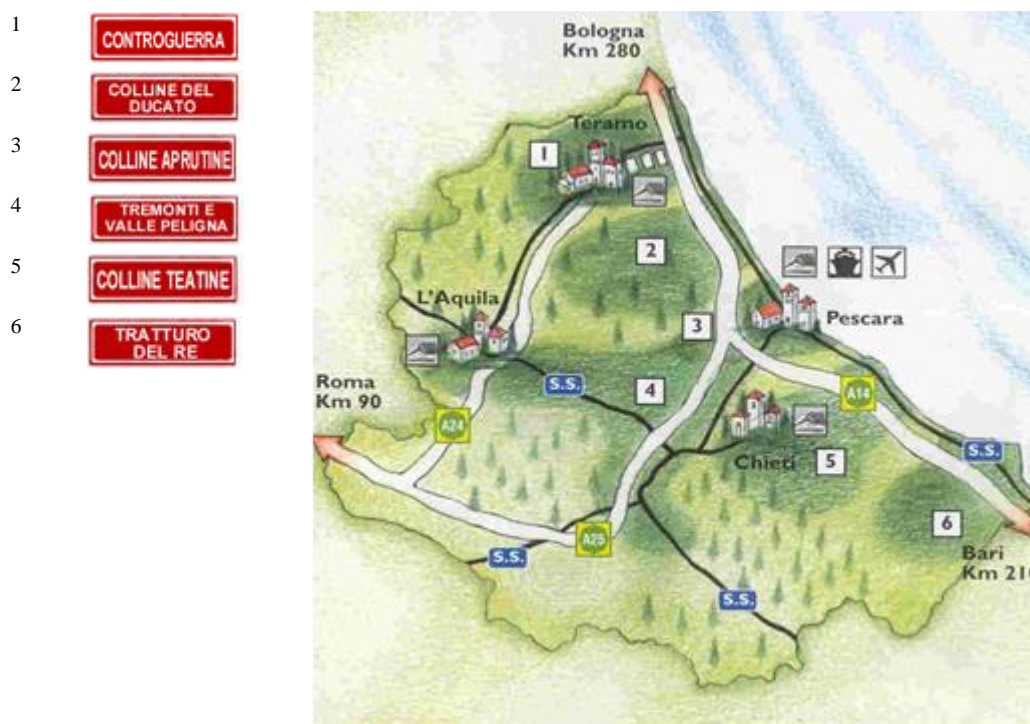 1
CONTROGUERRA
2
COLLINE DEL
DUCATO
3
COLLINE APRUTINE
4
TREMONTI E
VALLE PELIGNA
5
COLLINE TEATINE
6
TRATTURO
DEL RE
Bologna
Km 280
Teramo
1
2
L'Aquila
3
Pescara
Roma
Km 90
S.S.
4
A14
A24
Chieti
5
S.S.
6
A25
S.S.
Bari
Km 210
S.S.